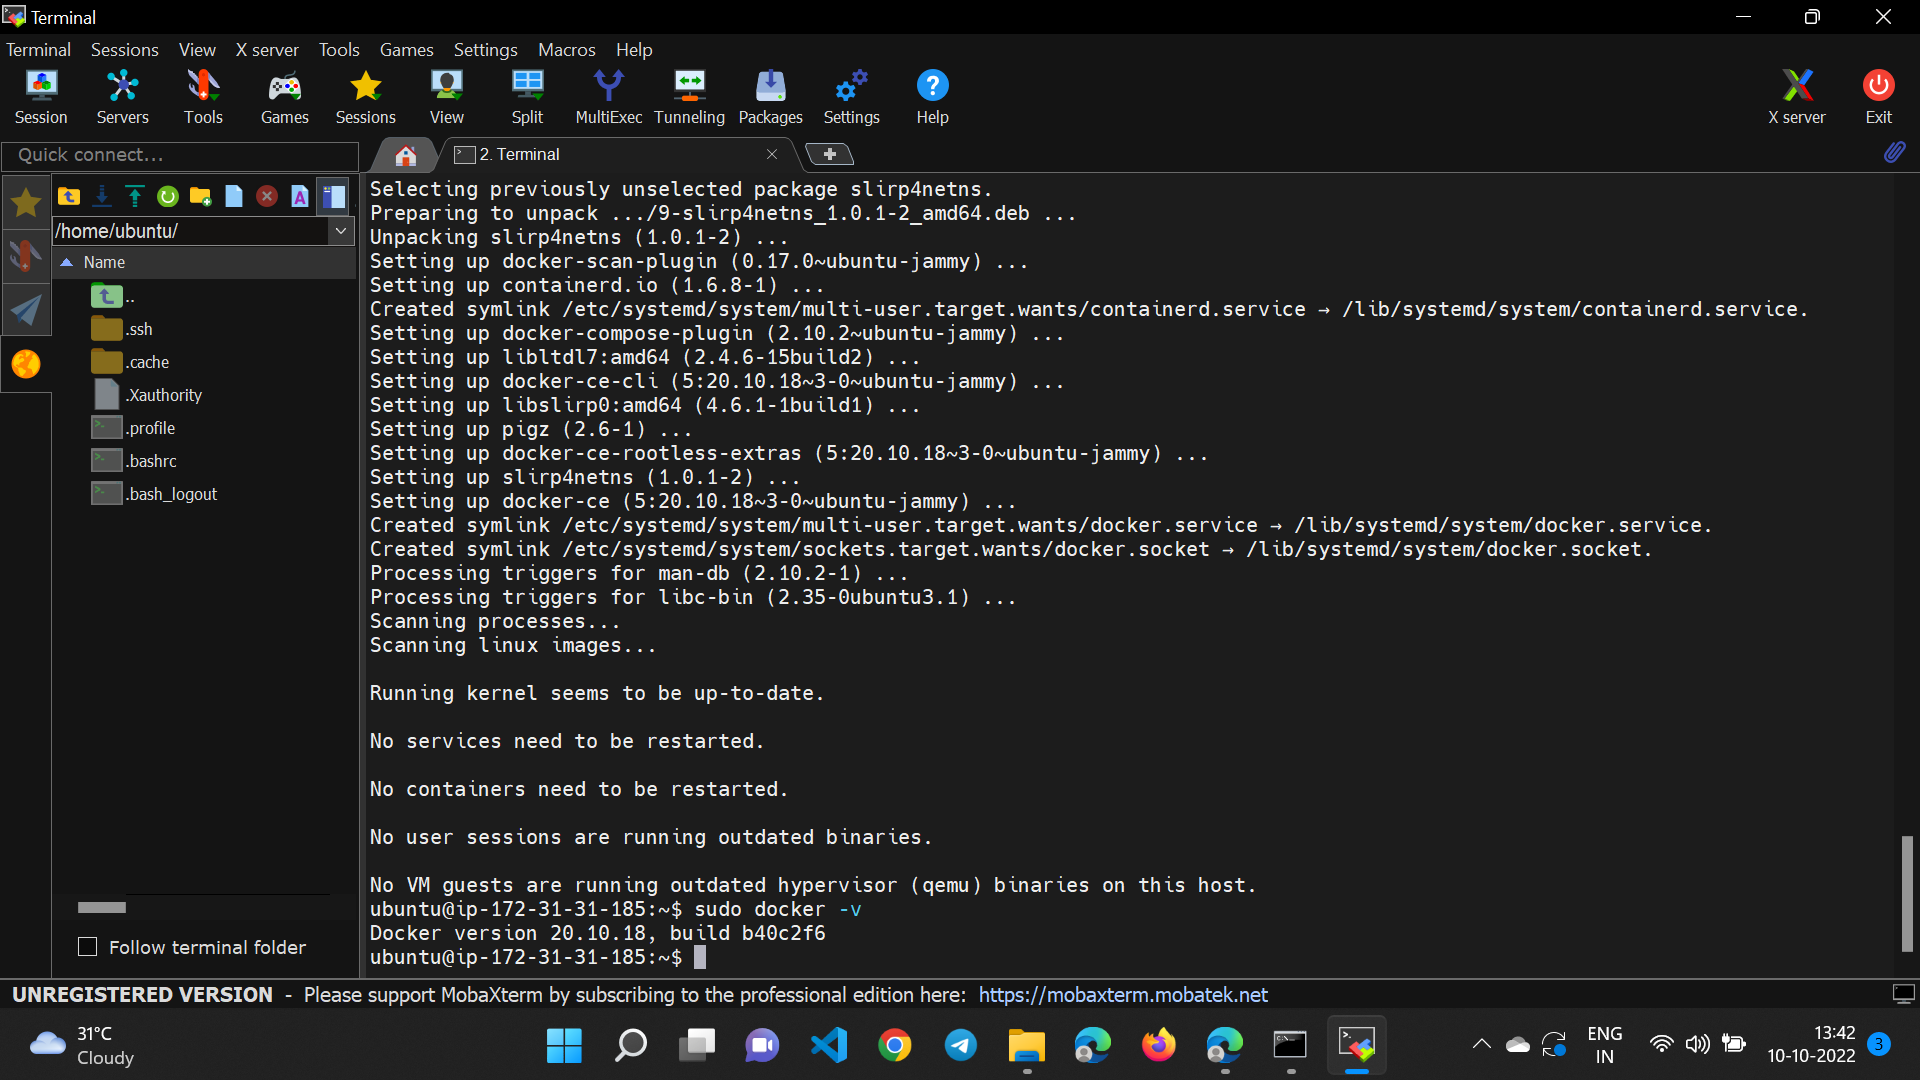 Terminal
Terminal Sessions View X server Tools Games Settings Macros Help
Session Servers Tools Games Sessions View Split MultiExec Tunneling Packages Settings Help X server Exit
Quick connect...
2. Terminal
/home/ubuntu/
Name
..
.ssh
.cache
.Xauthority
.profile
.bashrc
.bash_logout
Follow terminal folder
Selecting previously unselected package slirp4netns.
Preparing to unpack .../9-slirp4netns_1.0.1-2_amd64.deb ...
Unpacking slirp4netns (1.0.1-2) ...
Setting up docker-scan-plugin (0.17.0~ubuntu-jammy) ...
Setting up containerd.io (1.6.8-1) ...
Created symlink /etc/systemd/system/multi-user.target.wants/containerd.service → /lib/systemd/system/containerd.service.
Setting up docker-compose-plugin (2.10.2~ubuntu-jammy) ...
Setting up libltdl7:amd64 (2.4.6-15build2) ...
Setting up docker-ce-cli (5:20.10.18~3-0~ubuntu-jammy) ...
Setting up libslirp0:amd64 (4.6.1-1build1) ...
Setting up pigz (2.6-1) ...
Setting up docker-ce-rootless-extras (5:20.10.18~3-0~ubuntu-jammy) ...
Setting up slirp4netns (1.0.1-2) ...
Setting up docker-ce (5:20.10.18~3-0~ubuntu-jammy) ...
Created symlink /etc/systemd/system/multi-user.target.wants/docker.service → /lib/systemd/system/docker.service.
Created symlink /etc/systemd/system/sockets.target.wants/docker.socket → /lib/systemd/system/docker.socket.
Processing triggers for man-db (2.10.2-1) ...
Processing triggers for libc-bin (2.35-0ubuntu3.1) ...
Scanning processes...
Scanning linux images...
Running kernel seems to be up-to-date.
No services need to be restarted.
No containers need to be restarted.
No user sessions are running outdated binaries.
No VM guests are running outdated hypervisor (qemu) binaries on this host.
ubuntu@ip-172-31-31-185:~$ sudo docker -v
Docker version 20.10.18, build b40c2f6
ubuntu@ip-172-31-31-185:~$
UNREGISTERED VERSION - Please support MobaXterm by subscribing to the professional edition here: https://mobaxterm.mobatek.net
31°C
Cloudy
ENG
IN
13:42
10-10-2022
3